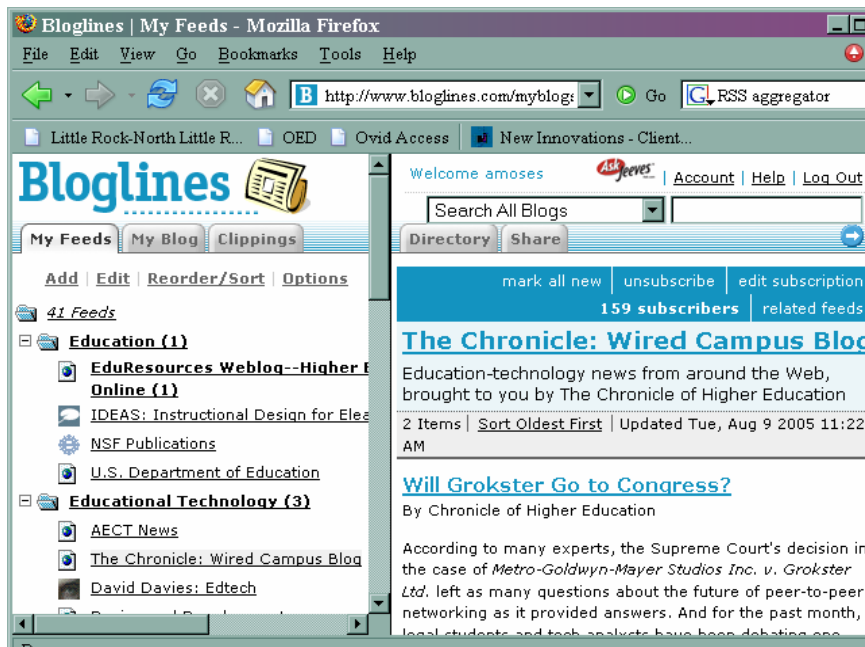 Bloglines | My Feeds - Mozilla Firefox
File Edit View Go Bookmarks Tools Help
B http://www.bloglines.com/myblogs Go G RSS aggregator
Little Rock-North Little R... OED Ovid Access New Innovations - Client...
Bloglines
My Feeds My Blog Clippings
Add | Edit | Reorder/Sort | Options
41 Feeds
Education (1)
EduResources Weblog--Higher E
Online (1)
IDEAS: Instructional Design for Elea
NSF Publications
U.S. Department of Education
Educational Technology (3)
AECT News
The Chronicle: Wired Campus Blog
David Davies: Edtech
Welcome amoses Ask Jeeves | Account | Help | Log Out
Search All Blogs
Directory Share
mark all new | unsubscribe | edit subscription
159 subscribers | related feeds
The Chronicle: Wired Campus Blog
Education-technology news from around the Web,
brought to you by The Chronicle of Higher Education
2 Items | Sort Oldest First | Updated Tue, Aug 9 2005 11:22
AM
Will Grokster Go to Congress?
By Chronicle of Higher Education
According to many experts, the Supreme Court's decision in
the case of Metro-Goldwyn-Mayer Studios Inc. v. Grokster
Ltd. left as many questions about the future of peer-to-peer
networking as it provided answers. And for the past month,
legal students and tech analysts have been debating one